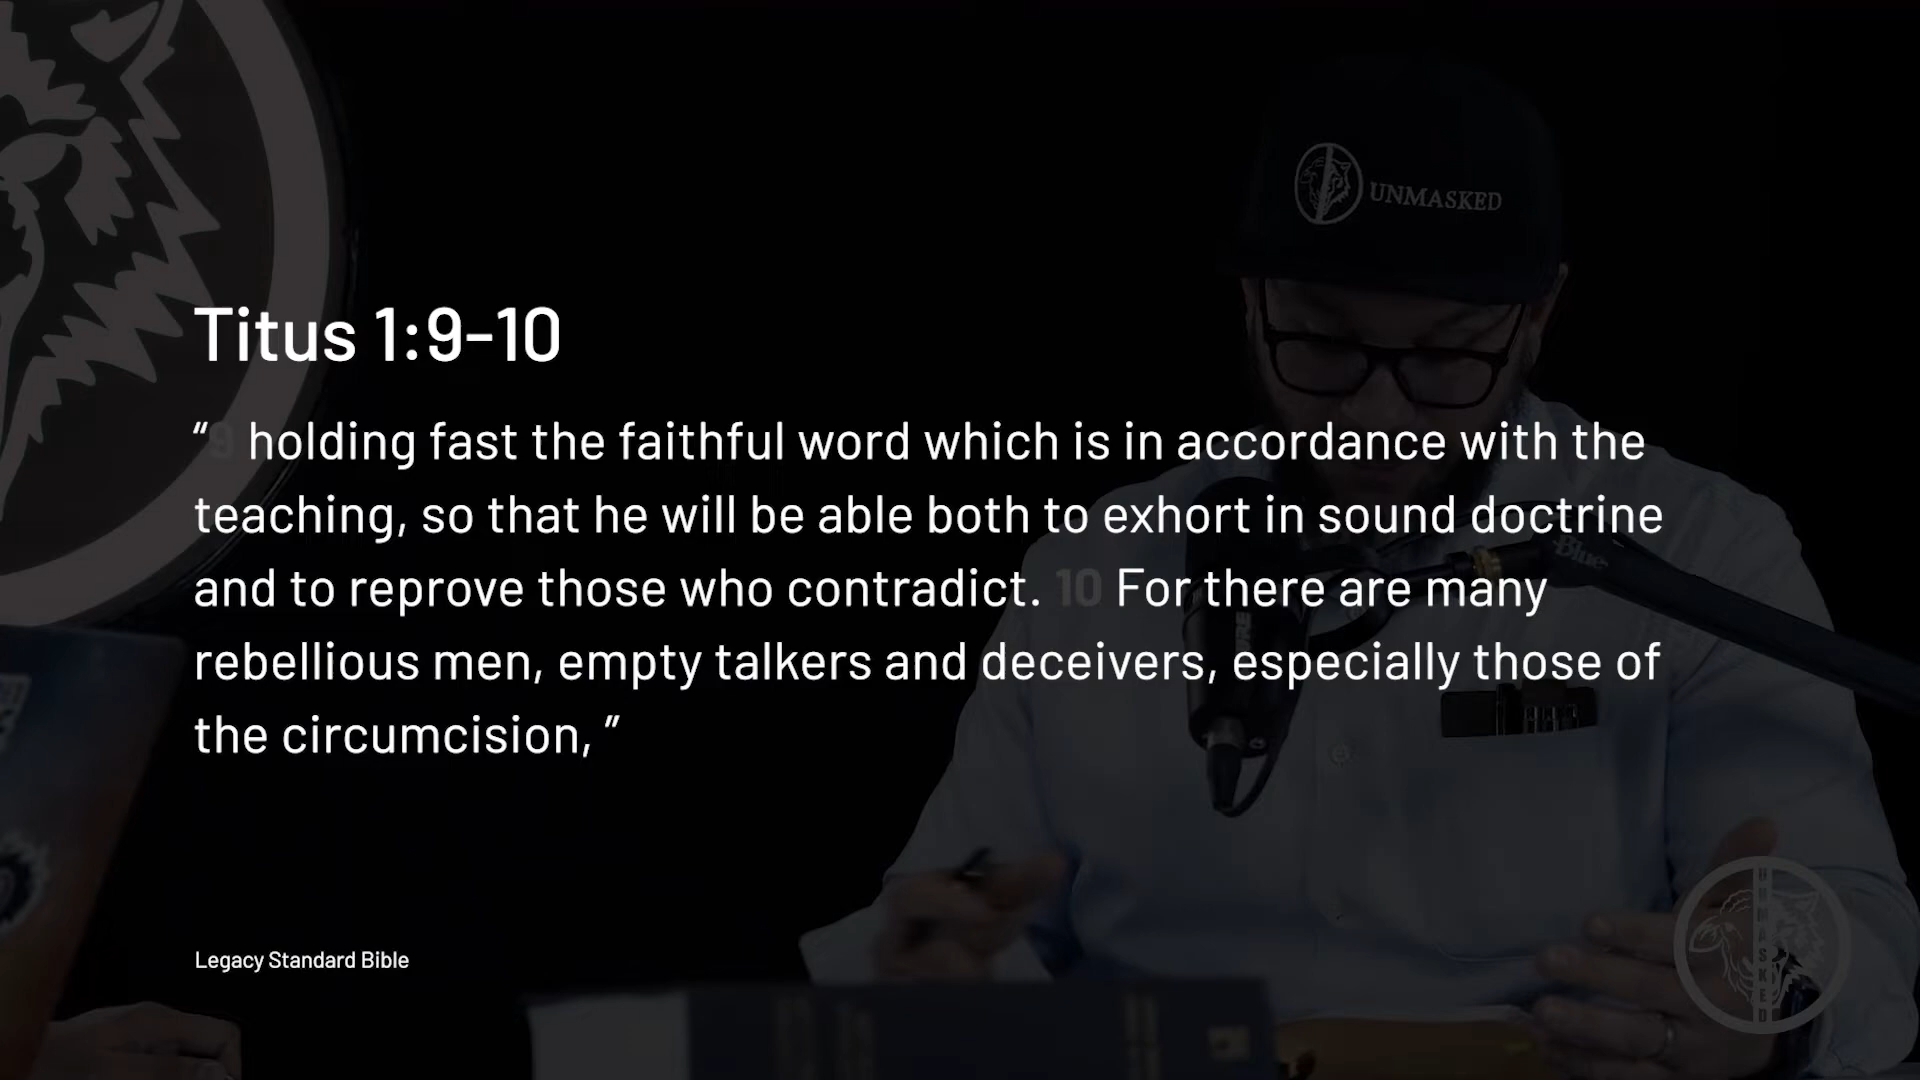 UNMASKED
Titus 1:9-10
“ 9 holding fast the faithful word which is in accordance with the
teaching, so that he will be able both to exhort in sound doctrine
and to reprove those who contradict. 10 For there are many
rebellious men, empty talkers and deceivers, especially those of
the circumcision, ”
Blue
Legacy Standard Bible
UNMASKED